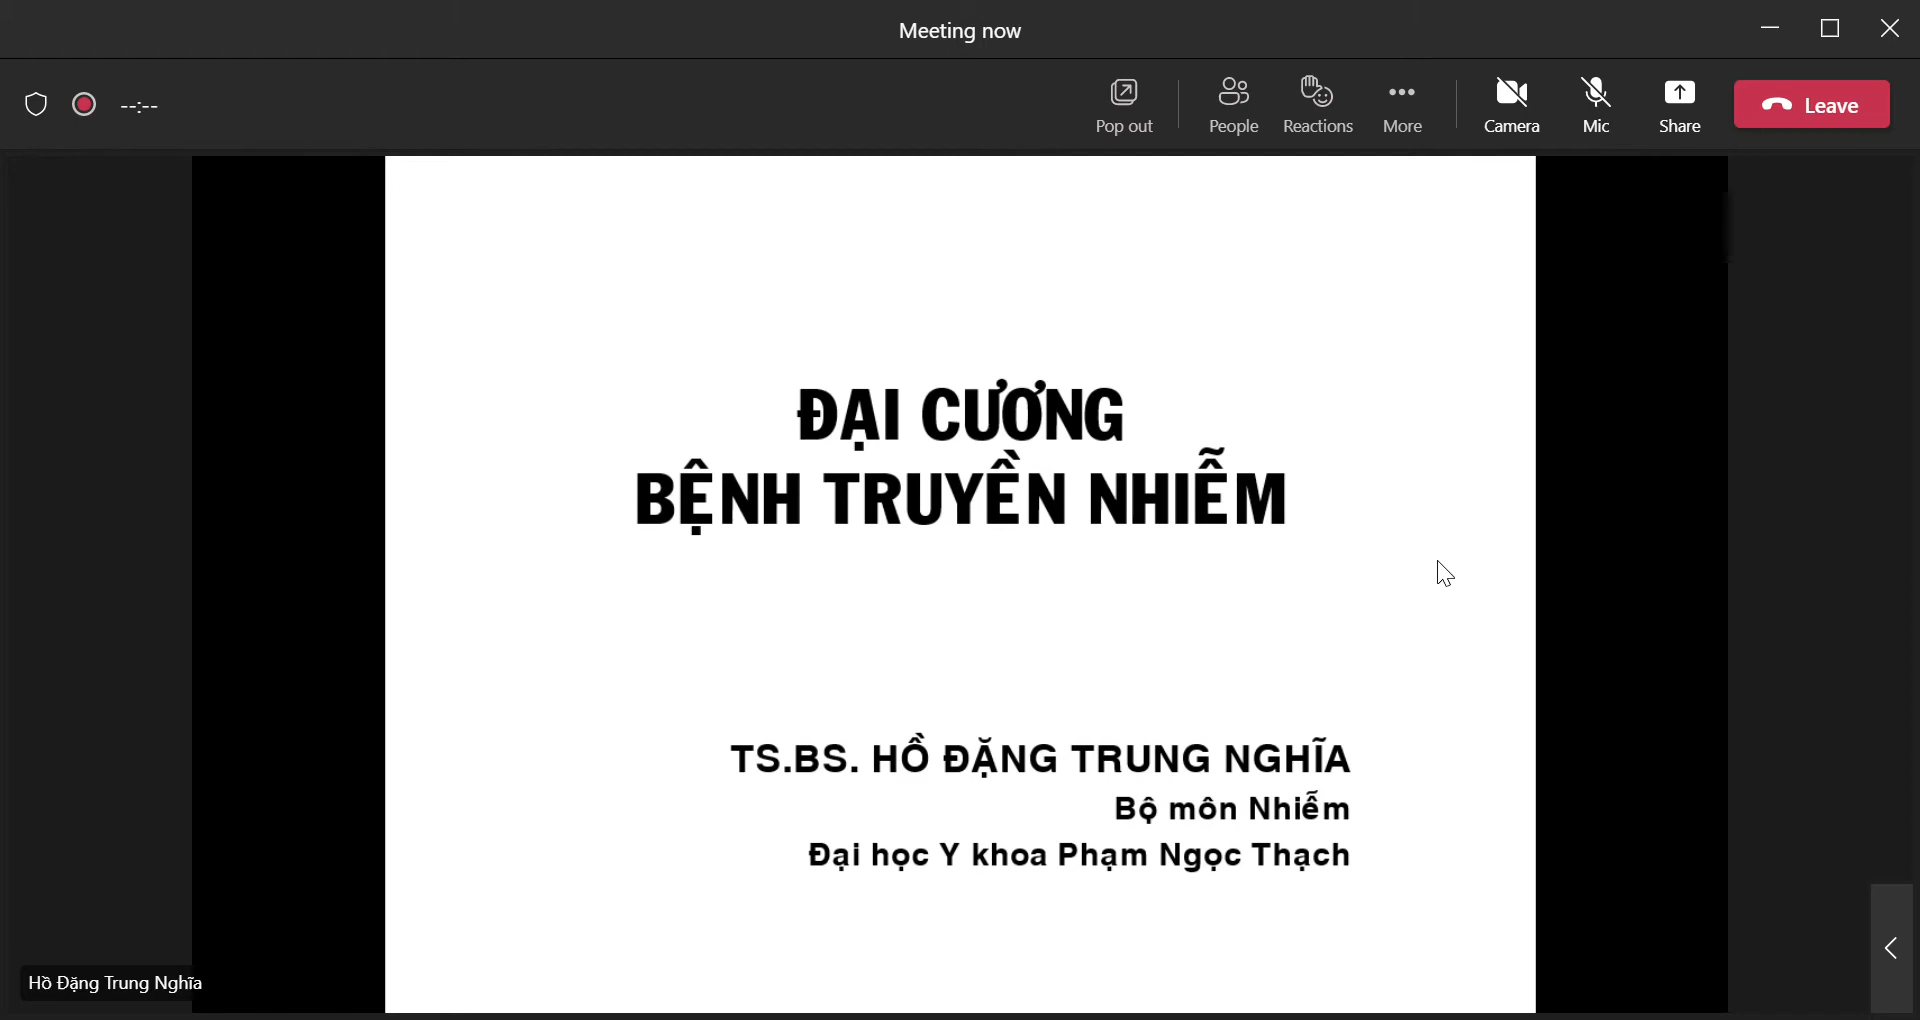 Meeting now
--:--
Pop out
People
Reactions
More
Camera
Mic
Share
Leave
ĐẠI CƯƠNG
BỆNH TRUYỀN NHIỄM
TS.BS. HỒ ĐẶNG TRUNG NGHĨA
Bộ môn Nhiễm
Đại học Y khoa Phạm Ngọc Thạch
Hồ Đặng Trung Nghĩa